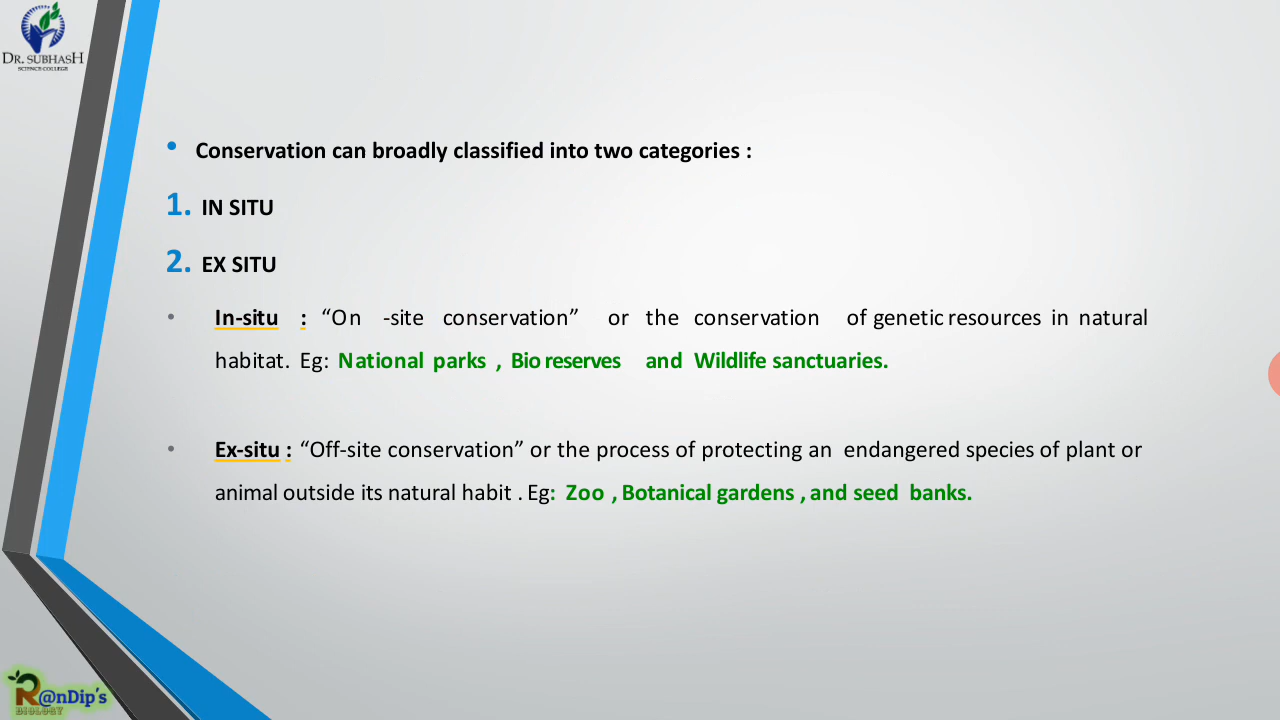 DR. SUBHASH
SCIENCE COLLEGE
• Conservation can broadly classified into two categories :
1. IN SITU
2. EX SITU
• In-situ : “On -site conservation” or the conservation of genetic resources in natural
habitat. Eg: National parks , Bio reserves and Wildlife sanctuaries.
• Ex-situ : “Off-site conservation” or the process of protecting an endangered species of plant or
animal outside its natural habit . Eg: Zoo , Botanical gardens , and seed banks.
R@nDip's
BIOLOGY